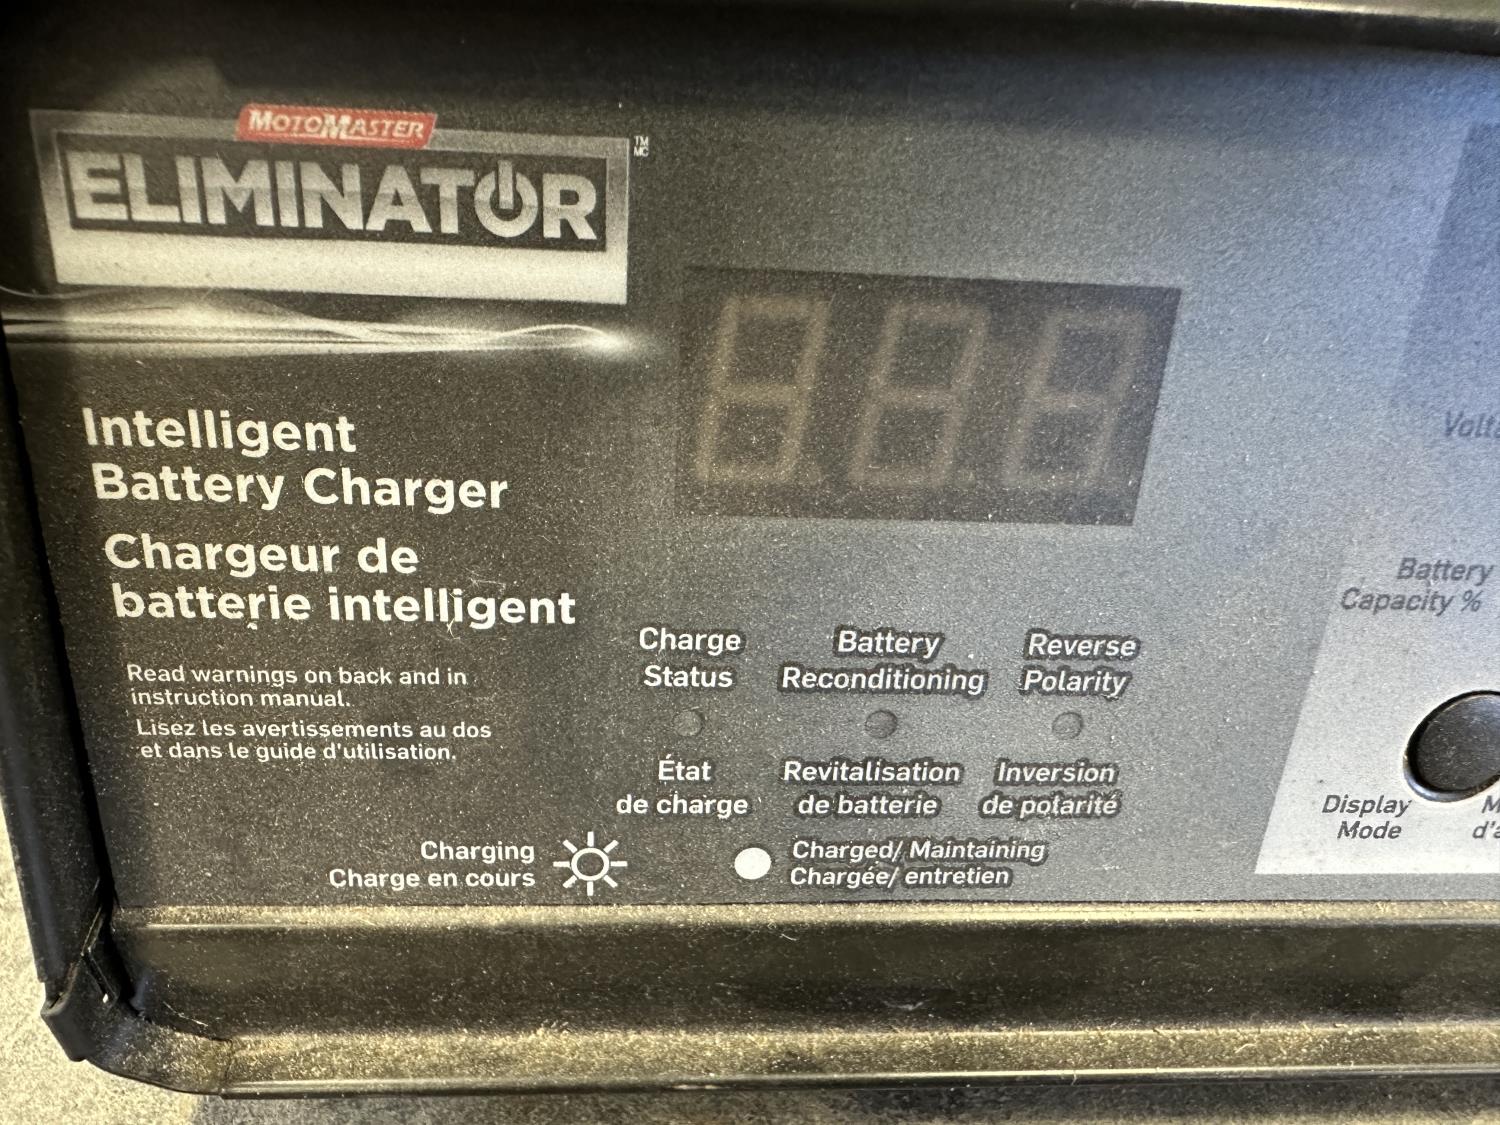 MOTOMASTER
ELIMINATOR
TM
MC
Intelligent
Battery Charger
Chargeur de
batterie intelligent
Read warnings on back and in
instruction manual.
Lisez les avertissements au dos
et dans le guide d'utilisation.
Charge
Status
Battery
Reconditioning
Reverse
Polarity
État
de charge
Revitalisation
de batterie
Inversion
de polarité
Charging
Charge en cours
Charged/ Maintaining
Chargée/ entretien
Battery
Capacity %
Display
Mode